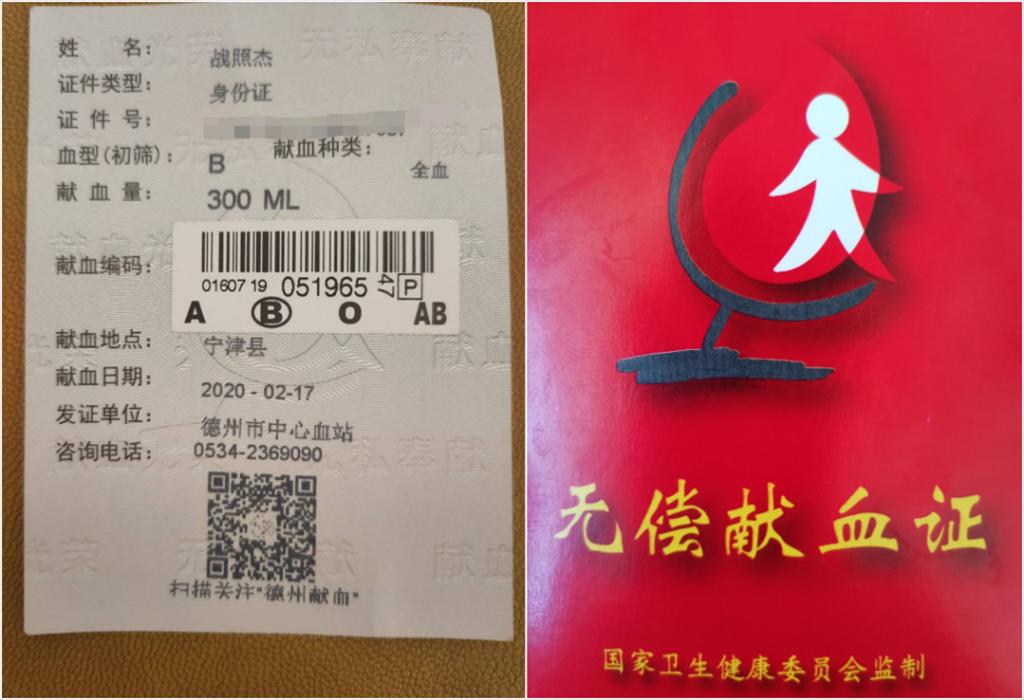 姓 名： 战照杰
证件类型： 身份证
证 件 号：
血型(初筛)： B 献血种类： 全血
献 血 量： 300 ML
献血编码：
01607 19 051965 47 P
A B O AB
献血地点： 宁津县
献血日期： 2020 - 02-17
发证单位： 德州市中心血站
咨询电话： 0534-2369090
扫描关注"德州献血"
无偿献血证
国家卫生健康委员会监制